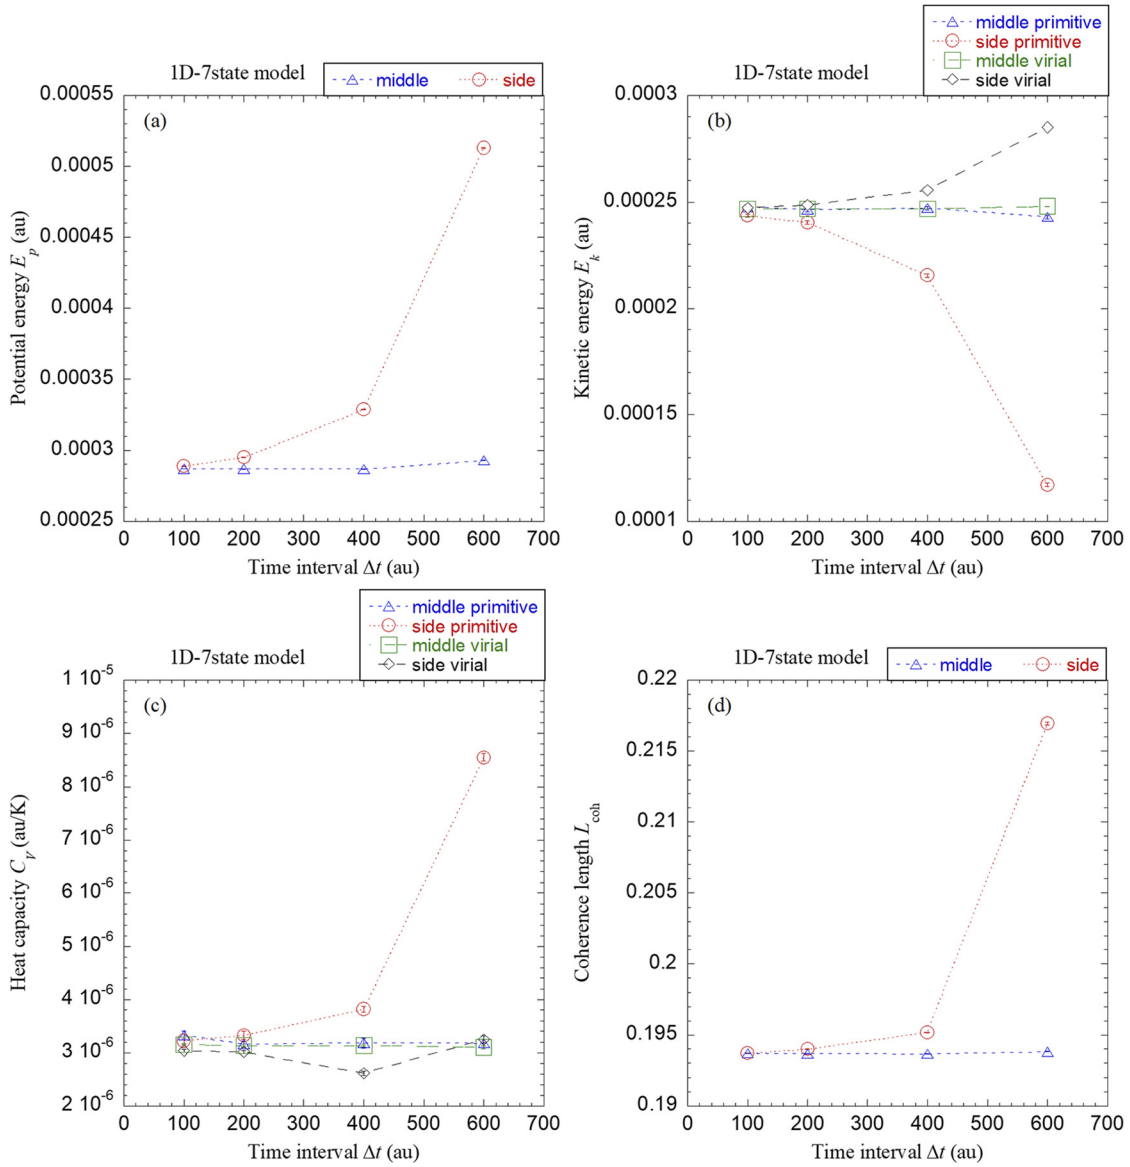 1D-7state model
middle
side
(a)
0.00055
0.0005
0.00045
0.0004
0.00035
0.0003
0.00025
Potential energy E_p (au)
0 100 200 300 400 500 600 700
Time interval Δt (au)
1D-7state model
middle primitive
side primitive
middle virial
side virial
(b)
0.0003
0.00025
0.0002
0.00015
0.0001
Kinetic energy E_k (au)
0 100 200 300 400 500 600 700
Time interval Δt (au)
1D-7state model
middle primitive
side primitive
middle virial
side virial
(c)
1 10^-5
9 10^-6
8 10^-6
7 10^-6
6 10^-6
5 10^-6
4 10^-6
3 10^-6
2 10^-6
Heat capacity C_V (au/K)
0 100 200 300 400 500 600 700
Time interval Δt (au)
1D-7state model
middle
side
(d)
0.22
0.215
0.21
0.205
0.2
0.195
0.19
Coherence length L_coh
0 100 200 300 400 500 600 700
Time interval Δt (au)